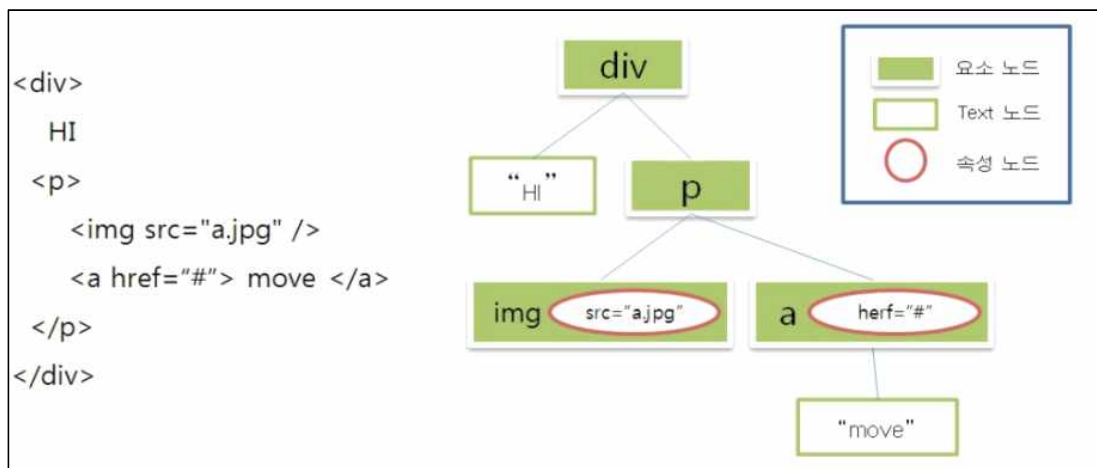 <div>
HI
<p>
<img src="a.jpg" />
<a href="#"> move </a>
</p>
</div>
div
“HI”
p
img src="a.jpg"
a herf="#"
"move"
요소 노드
Text 노드
속성 노드